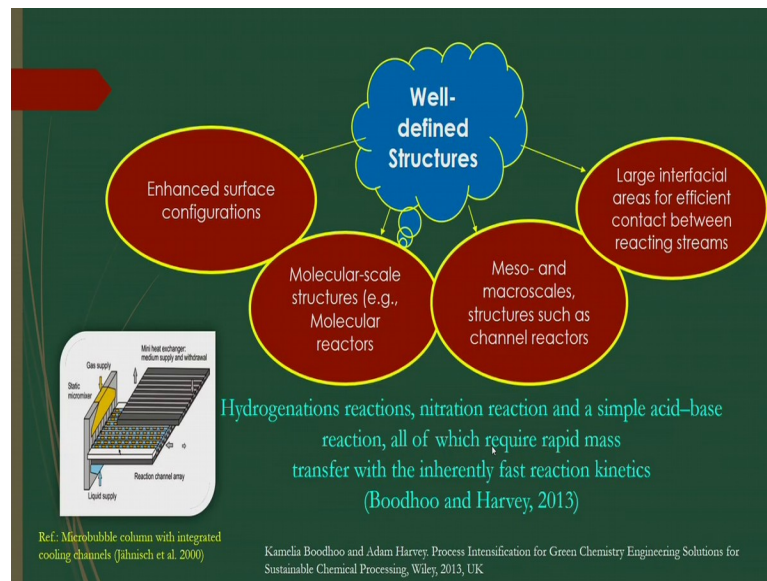 Well-
defined
Structures
Enhanced surface
configurations
Molecular-scale
structures (e.g.,
Molecular
reactors
Meso- and
macroscales,
structures such as
channel reactors
Large interfacial
areas for efficient
contact between
reacting streams
Mini heat exchanger:
medium supply and withdrawal
Gas supply
Static
micromixer
Reaction channel array
Liquid supply
Hydrogenations reactions, nitration reaction and a simple acid–base
reaction, all of which require rapid mass
transfer with the inherently fast reaction kinetics
(Boodhoo and Harvey, 2013)
Ref.: Microbubble column with integrated
cooling channels (Jähnisch et al. 2000)
Kamelia Boodhoo and Adam Harvey. Process Intensification for Green Chemistry Engineering Solutions for
Sustainable Chemical Processing, Wiley, 2013, UK